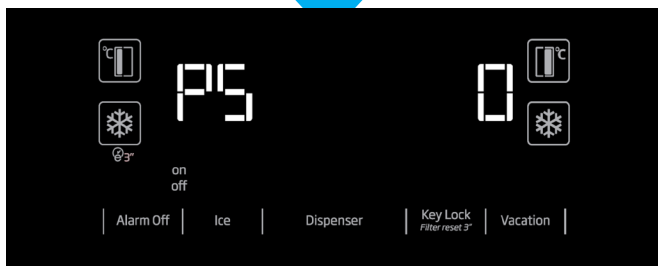 °C
°C
PS
0
3"
on
off
Alarm Off
Ice
Dispenser
Key Lock
Filter reset 3"
Vacation